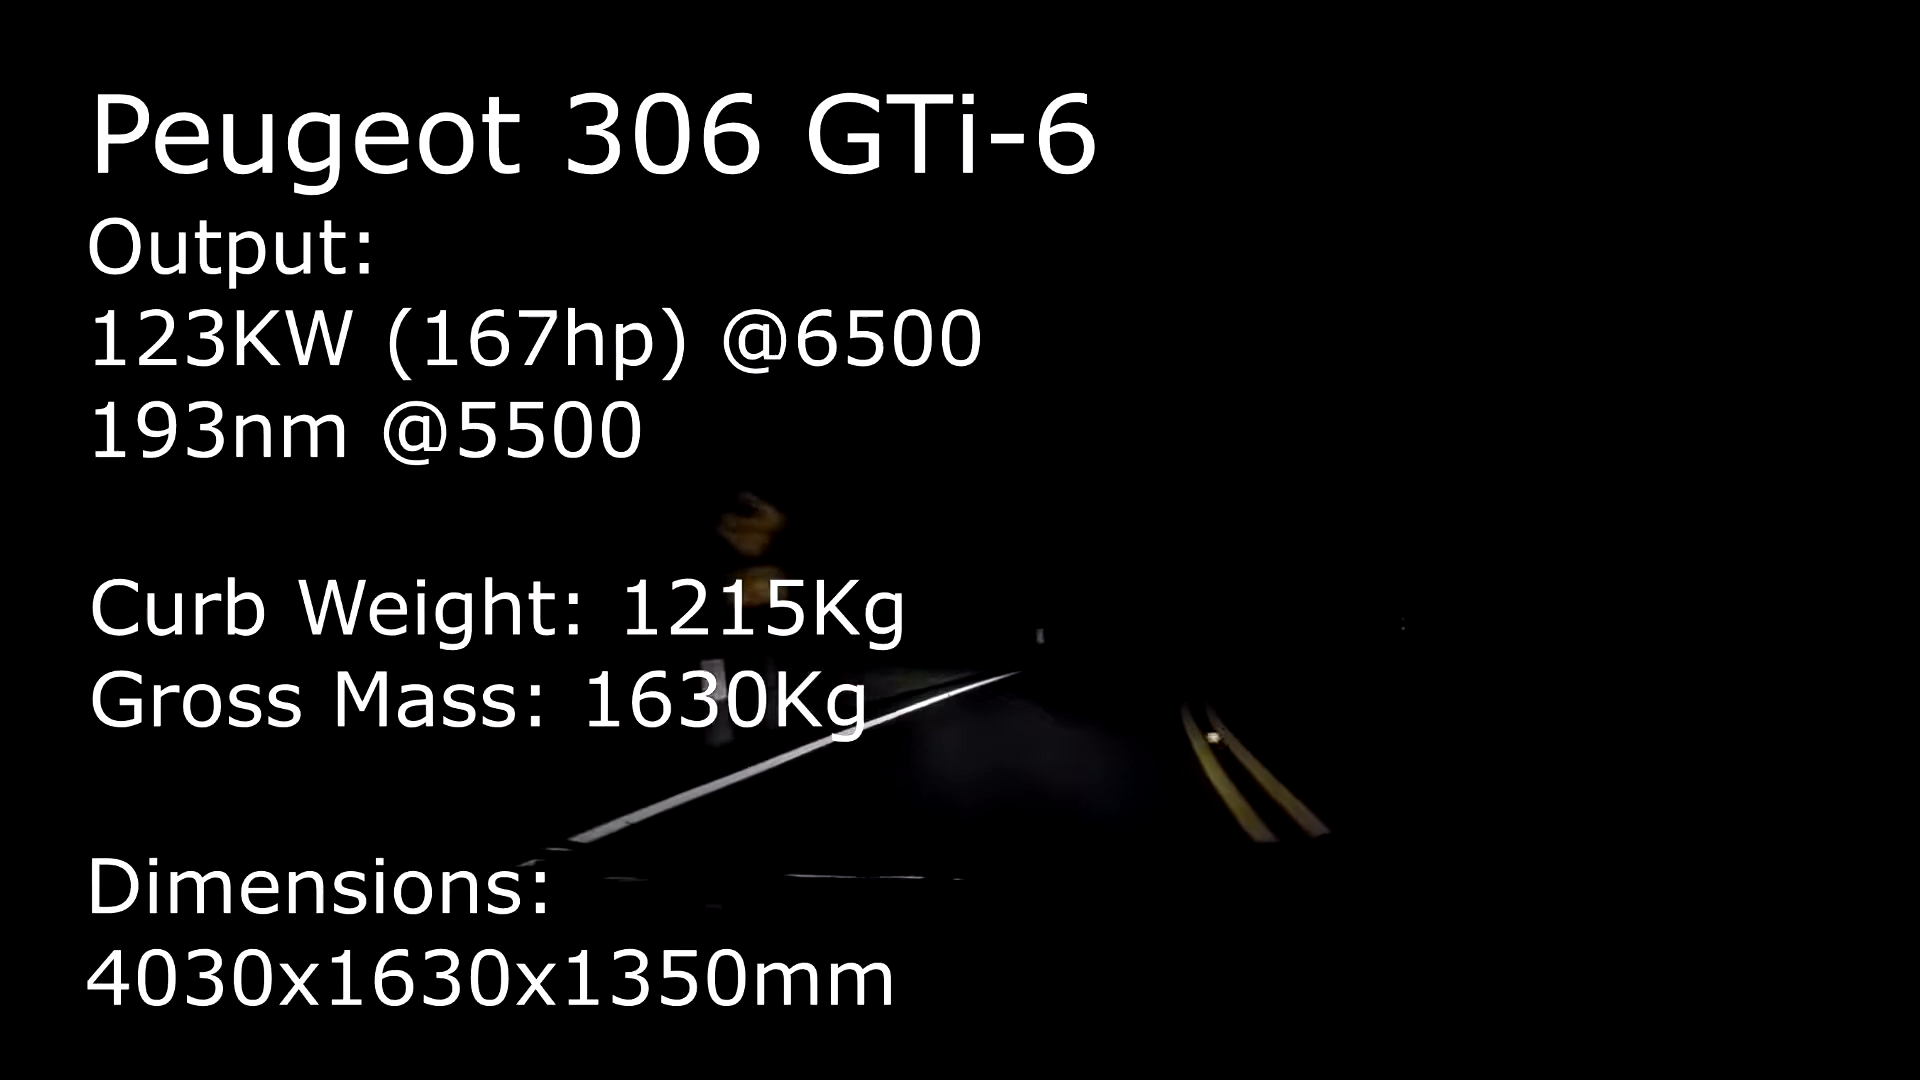 Peugeot 306 GTi-6
Output:
123KW (167hp) @6500
193nm @5500
Curb Weight: 1215Kg
Gross Mass: 1630Kg
Dimensions:
4030x1630x1350mm